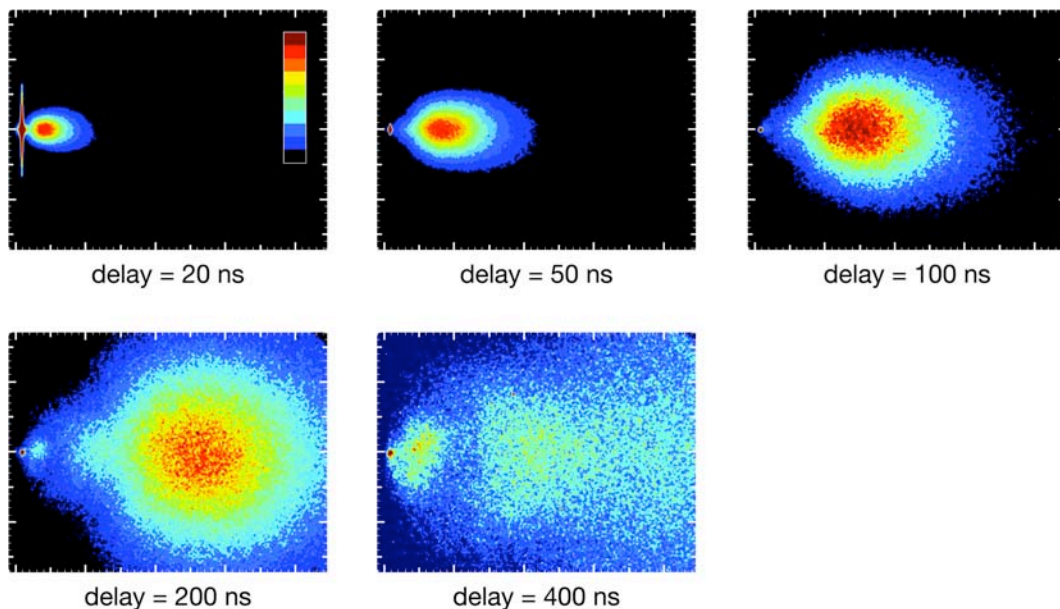 delay = 20 ns
delay = 50 ns
delay = 100 ns
delay = 200 ns
delay = 400 ns